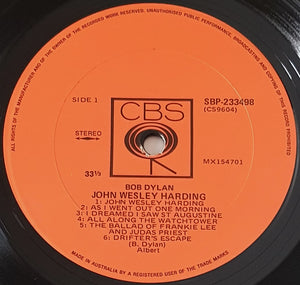 ALL RIGHTS OF THE MANUFACTURER AND OF THE OWNER OF THE RECORDED WORK RESERVED. UNAUTHORISED PUBLIC PERFORMANCE, BROADCASTING AND COPYING OF THIS RECORD PROHIBITED
CBS
SIDE 1
SBP-233498
(CS9604)
STEREO
33⅓
MX154701
BOB DYLAN
JOHN WESLEY HARDING
1: JOHN WESLEY HARDING
2: AS I WENT OUT ONE MORNING
3: I DREAMED I SAW ST AUGUSTINE
4: ALL ALONG THE WATCHTOWER
5: THE BALLAD OF FRANKIE LEE
AND JUDAS PRIEST
6: DRIFTER'S ESCAPE
(B. Dylan)
Albert
MADE IN AUSTRALIA BY A REGISTERED USER OF THE TRADE MARKS